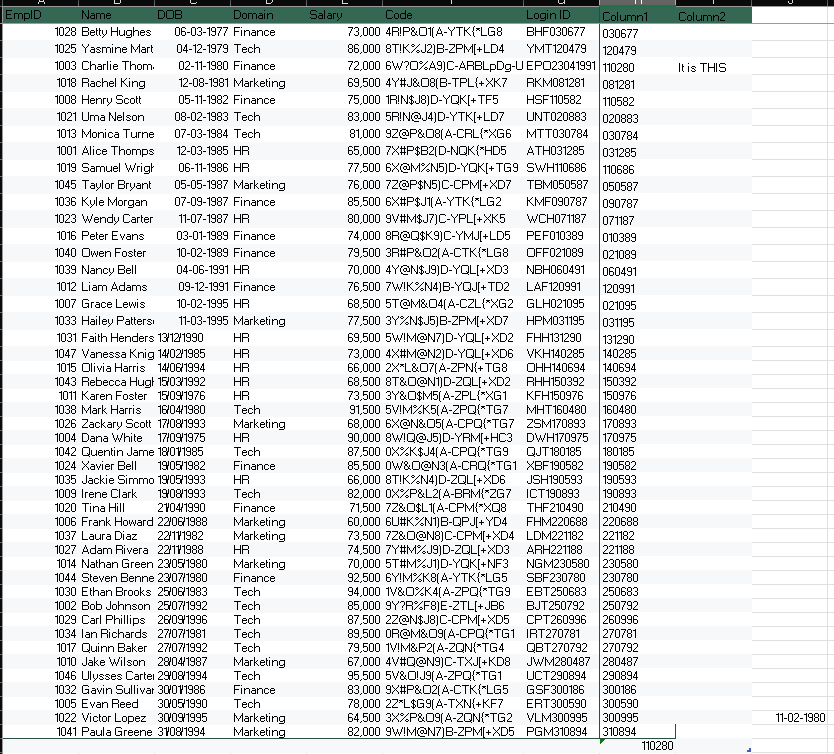 EmpID Name DOB Domain Salary Code Login ID Column1 Column2
1028 Betty Hughes 06-03-1977 Finance 73,000 4R!P&O1(A-YTK{*LG8 BHF030677 030677
1025 Yasmine Mart 04-12-1979 Tech 86,000 8T!K%J2)B-ZPM[+LD4 YMT120479 120479
1003 Charlie Thom 02-11-1980 Finance 72,000 6W?O%A9)C-ARBLpDg-U EPO23041991 110280 It is THIS
1018 Rachel King 12-08-1981 Marketing 69,500 4Y#J&O8(B-TPL{+XK7 RKM081281 081281
1008 Henry Scott 05-11-1982 Finance 75,000 1R!N$J8)D-YQK[+TF5 HSF110582 110582
1021 Uma Nelson 08-02-1983 Tech 83,000 5R!N@J4)D-YTK[+LD7 UNT020883 020883
1013 Monica Turne 07-03-1984 Tech 81,000 9Z@P&O8(A-CRL{*XG6 MTT030784 030784
1001 Alice Thomps 12-03-1985 HR 65,000 7X#P$B2(D-NQK{*HD5 ATH031285 031285
1019 Samuel Wrigh 06-11-1986 HR 77,500 6X@M%N5)D-YQK[+TG9 SWH110686 110686
1045 Taylor Bryant 05-05-1987 Marketing 76,000 7Z@P$N5)C-CPM[+XD7 TBM050587 050587
1036 Kyle Morgan 07-09-1987 Finance 85,500 6X#P$J1(A-YTK{*LG2 KMF090787 090787
1023 Wendy Carter 11-07-1987 HR 80,000 9V#M$J7)C-YPL[+XK5 WCH071187 071187
1016 Peter Evans 03-01-1989 Finance 74,000 8R@Q$K9)C-YMJ[+LD5 PEF010389 010389
1040 Owen Foster 10-02-1989 Finance 79,500 3R#P&O2(A-CTK{*LG8 OFF021089 021089
1039 Nancy Bell 04-06-1991 HR 70,000 4Y@N$J9)D-YQL[+XD3 NBH060491 060491
1012 Liam Adams 09-12-1991 Finance 76,500 7W!K%N4)B-YQJ[+TD2 LAF120991 120991
1007 Grace Lewis 10-02-1995 HR 68,500 5T@M&O4(A-CZL{*XG2 GLH021095 021095
1033 Hailey Patters 11-03-1995 Marketing 77,500 3Y%N$J5)B-ZPM[+XD7 HPM031195 031195
1031 Faith Henders 13/12/1990 HR 69,500 5W!M@N7)D-YQL[+XD2 FHH131290 131290
1047 Vanessa Knig 14/02/1985 HR 73,000 4X#M@N2)D-YQL[+XD6 VKH140285 140285
1015 Olivia Harris 14/06/1994 HR 66,000 2X*L&O7(A-ZPN{+TG8 OHH140694 140694
1043 Rebecca Hugh 15/03/1992 HR 68,500 8T&O@N1)D-ZQL[+XD2 RHH150392 150392
1011 Karen Foster 15/09/1976 HR 73,500 3Y&O$M5(A-ZPL{*XG1 KFH150976 150976
1038 Mark Harris 16/04/1980 Tech 91,500 5V!M%K5(A-ZPQ{*TG7 MHT160480 160480
1026 Zackary Scott 17/08/1993 Marketing 68,000 6X@N&O5(A-CPQ{*TG7 ZSM170893 170893
1004 Dana White 17/09/1975 HR 90,000 8W!Q@J5)D-YRM[+HC3 DWH170975 170975
1042 Quentin Jame 18/01/1985 Tech 87,500 0X%K$J4(A-CPQ{*TG9 QJT180185 180185
1024 Xavier Bell 19/05/1982 Finance 85,500 0W&O@N3(A-CRQ{*TG1 XBF190582 190582
1035 Jackie Simmo 19/05/1993 HR 66,000 8T!K%N4)D-ZQL[+XD6 JSH190593 190593
1009 Irene Clark 19/08/1993 Tech 82,000 0X%P&L2(A-BRM{*ZG7 ICT190893 190893
1020 Tina Hill 21/04/1990 Finance 71,500 7Z&O$L1(A-CPM{*XQ8 THF210490 210490
1006 Frank Howard 22/06/1988 Marketing 60,000 6U#K%N1)B-QPJ[+YD4 FHM220688 220688
1037 Laura Diaz 22/11/1982 Marketing 73,500 7Z&O@N8)C-CPM[+XD4 LDM221182 221182
1027 Adam Rivera 22/11/1988 HR 74,500 7Y#M%J9)D-ZQL[+XD3 ARH221188 221188
1014 Nathan Green 23/05/1980 Marketing 70,000 5T#M%J1)D-YQK[+NF3 NGM230580 230580
1044 Steven Benne 23/07/1980 Finance 92,500 6Y!M%K8(A-YTK{*LG5 SBF230780 230780
1030 Ethan Brooks 25/06/1983 Tech 94,000 1V&O%K4(A-ZPQ{*TG9 EBT250683 250683
1002 Bob Johnson 25/07/1992 Tech 85,000 9Y?R%F8)E-ZTL[+JB6 BJT250792 250792
1029 Carl Phillips 26/09/1996 Tech 87,500 2Z@N$J8)C-YPM[+XD5 CPT260996 260996
1034 Ian Richards 27/07/1981 Tech 89,500 0R@M&O9(A-CPQ{*TG1 IRT270781 270781
1017 Quinn Baker 27/07/1992 Tech 79,500 1V!M&P2(A-ZQN{*TG4 QBT270792 270792
1010 Jake Wilson 28/04/1987 Marketing 67,000 4V#Q@N9)C-TXJ[+KD8 JWM280487 280487
1046 Ulysses Carter 29/08/1994 Tech 95,500 5V&O!J9(A-ZPQ{*TG1 UCT290894 290894
1032 Gavin Sullivar 30/01/1986 Finance 83,000 9X#P&O2(A-CTK{*LG5 GSF300186 300186
1005 Evan Reed 30/05/1990 Tech 78,000 2Z*L$G9(A-TXN{+KF7 ERT300590 300590
1022 Victor Lopez 30/09/1995 Marketing 64,500 3X%P&O9(A-ZQN{*TG2 VLM300995 300995 11-02-1980
1041 Paula Greene 31/08/1994 Marketing 82,000 9W!M@N7)B-ZPM[+XD5 PGM310894 310894
110280